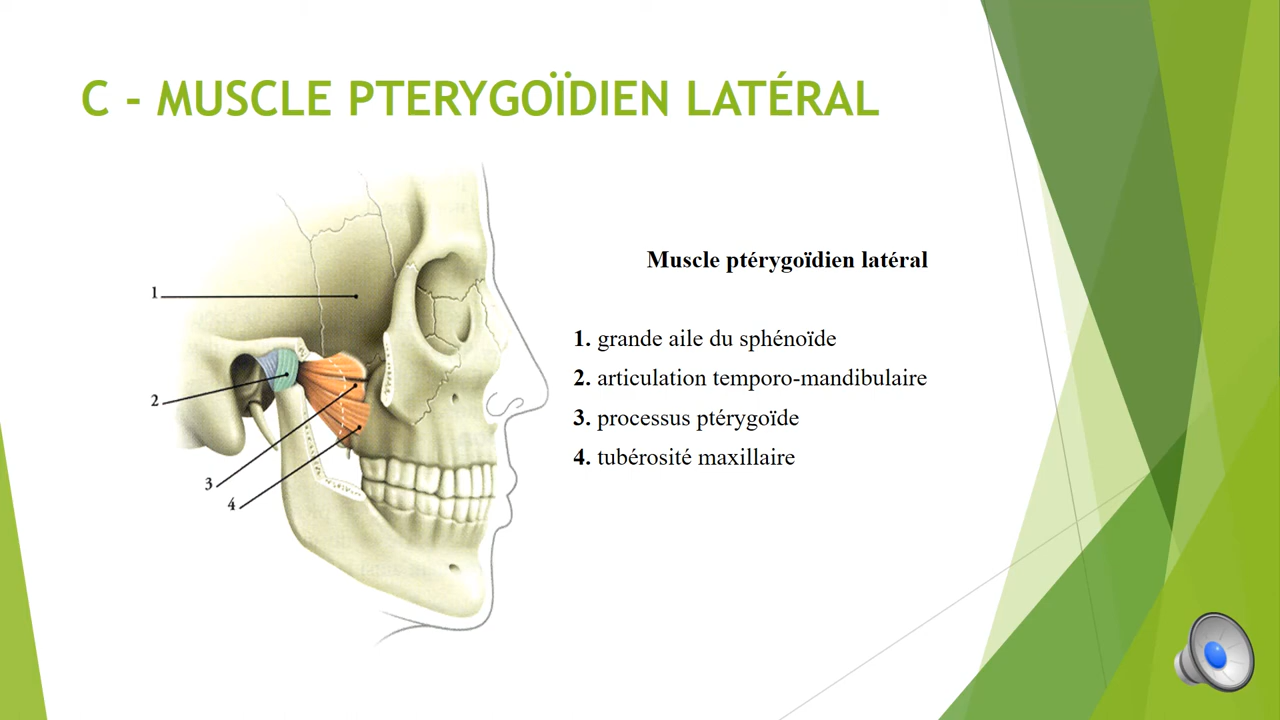 C - MUSCLE PTERYGOÏDIEN LATÉRAL
Muscle ptérygoïdien latéral
1
1. grande aile du sphénoïde
2. articulation temporo-mandibulaire
2
3. processus ptérygoïde
4. tubérosité maxillaire
3
4